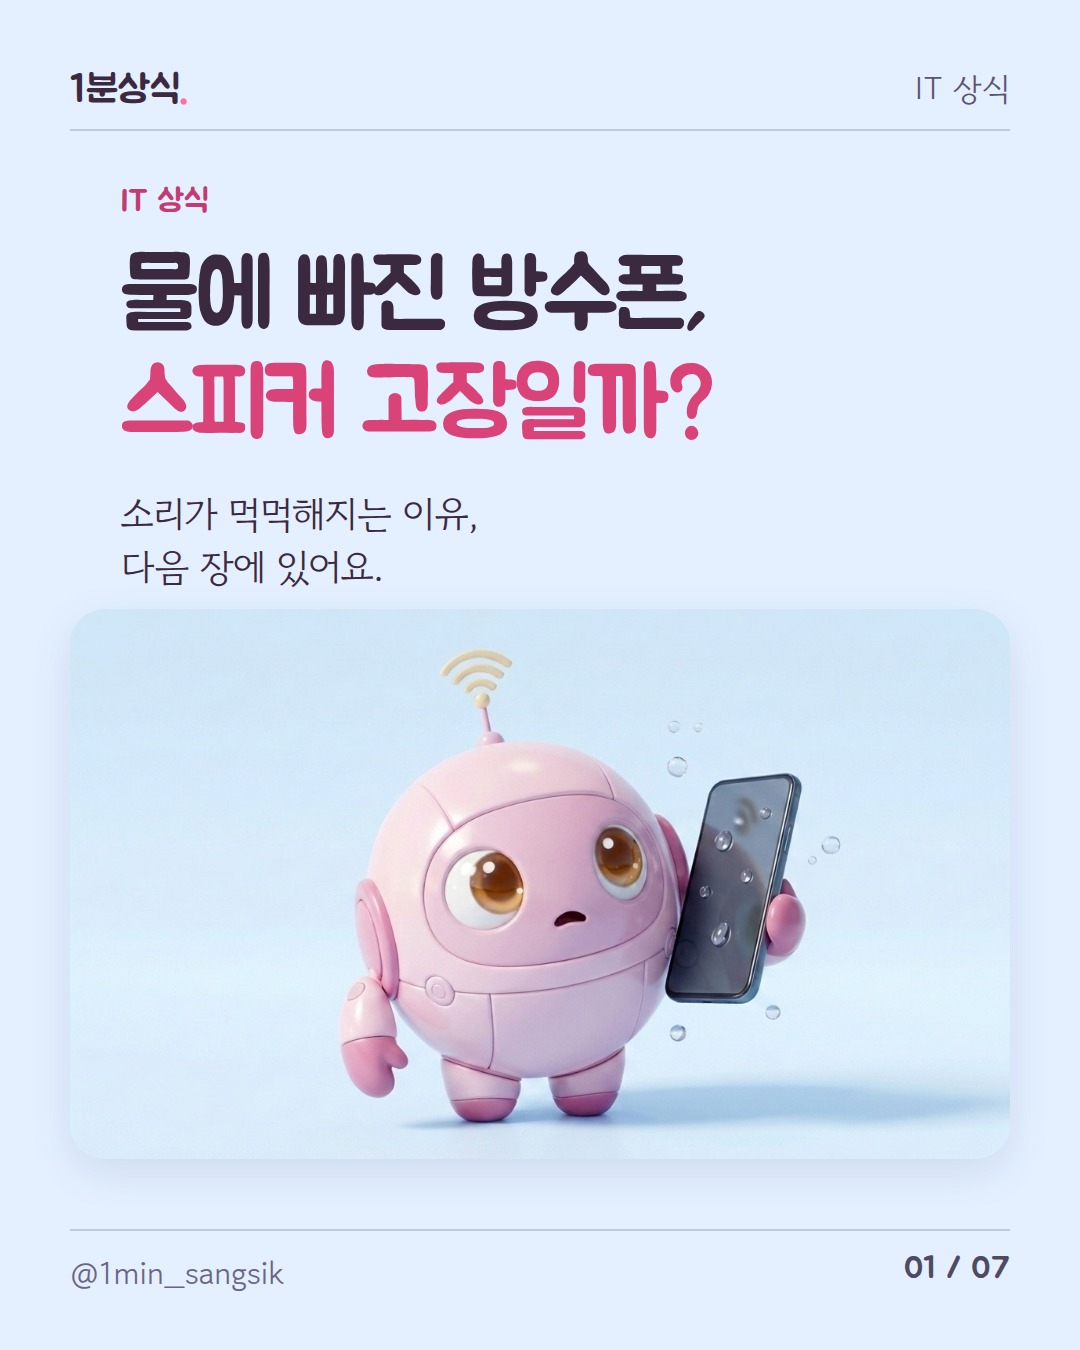 1분상식.
IT 상식
IT 상식
물에 빠진 방수폰,
스피커 고장일까?
소리가 먹먹해지는 이유,
다음 장에 있어요.
@1min_sangsik
01 / 07